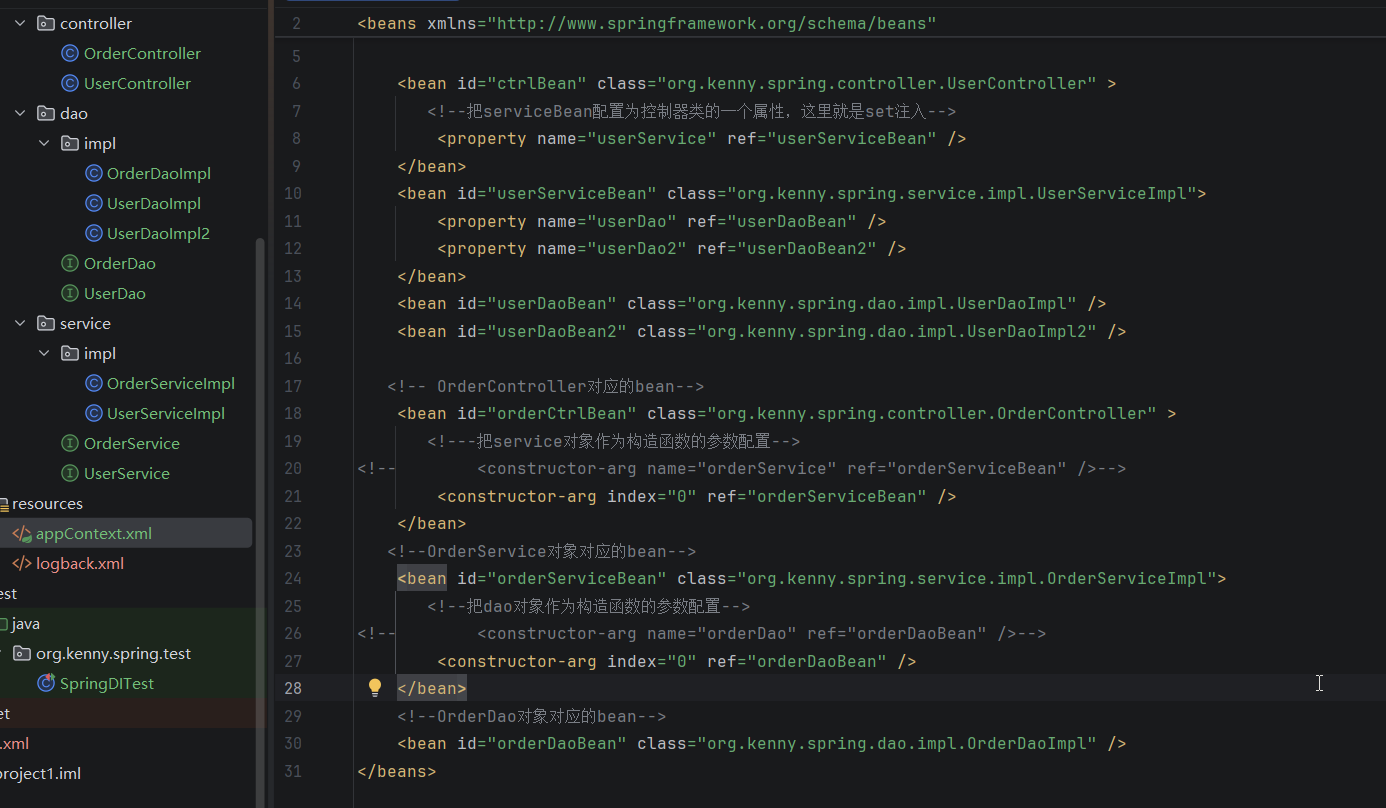 controller
OrderController
UserController
dao
impl
OrderDaoImpl
UserDaoImpl
UserDaoImpl2
OrderDao
UserDao
service
impl
OrderServiceImpl
UserServiceImpl
OrderService
UserService
resources
appContext.xml
logback.xml
est
java
org.kenny.spring.test
SpringDITest
et
.xml
project1.iml
2 <beans xmlns="http://www.springframework.org/schema/beans"
5
6 <bean id="ctrlBean" class="org.kenny.spring.controller.UserController" >
7 <!--把serviceBean配置为控制器类的一个属性，这里就是set注入-->
8 <property name="userService" ref="userServiceBean" />
9 </bean>
10 <bean id="userServiceBean" class="org.kenny.spring.service.impl.UserServiceImpl">
11 <property name="userDao" ref="userDaoBean" />
12 <property name="userDao2" ref="userDaoBean2" />
13 </bean>
14 <bean id="userDaoBean" class="org.kenny.spring.dao.impl.UserDaoImpl" />
15 <bean id="userDaoBean2" class="org.kenny.spring.dao.impl.UserDaoImpl2" />
16
17 <!-- OrderController对应的bean-->
18 <bean id="orderCtrlBean" class="org.kenny.spring.controller.OrderController" >
19 <!---把service对象作为构造函数的参数配置-->
20 <!-- <constructor-arg name="orderService" ref="orderServiceBean" />-->
21 <constructor-arg index="0" ref="orderServiceBean" />
22 </bean>
23 <!--OrderService对象对应的bean-->
24 <bean id="orderServiceBean" class="org.kenny.spring.service.impl.OrderServiceImpl">
25 <!--把dao对象作为构造函数的参数配置-->
26 <!-- <constructor-arg name="orderDao" ref="orderDaoBean" />-->
27 <constructor-arg index="0" ref="orderDaoBean" />
28 </bean>
29 <!--OrderDao对象对应的bean-->
30 <bean id="orderDaoBean" class="org.kenny.spring.dao.impl.OrderDaoImpl" />
31 </beans>